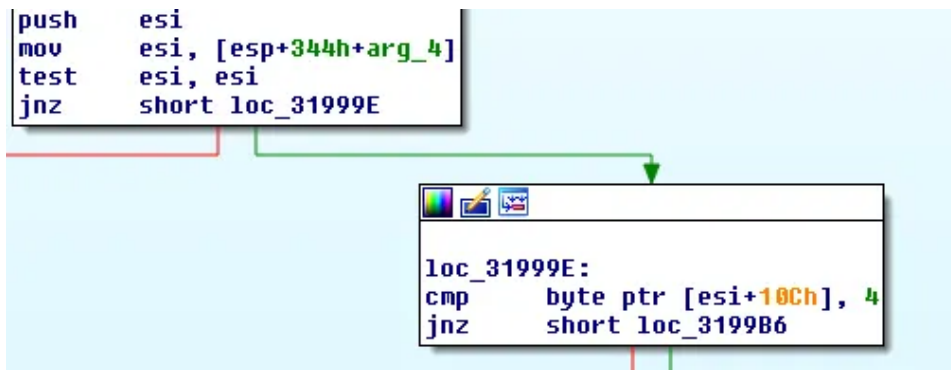 push esi
mov esi, [esp+344h+arg_4]
test esi, esi
jnz short loc_31999E
loc_31999E:
cmp byte ptr [esi+10Ch], 4
jnz short loc_3199B6